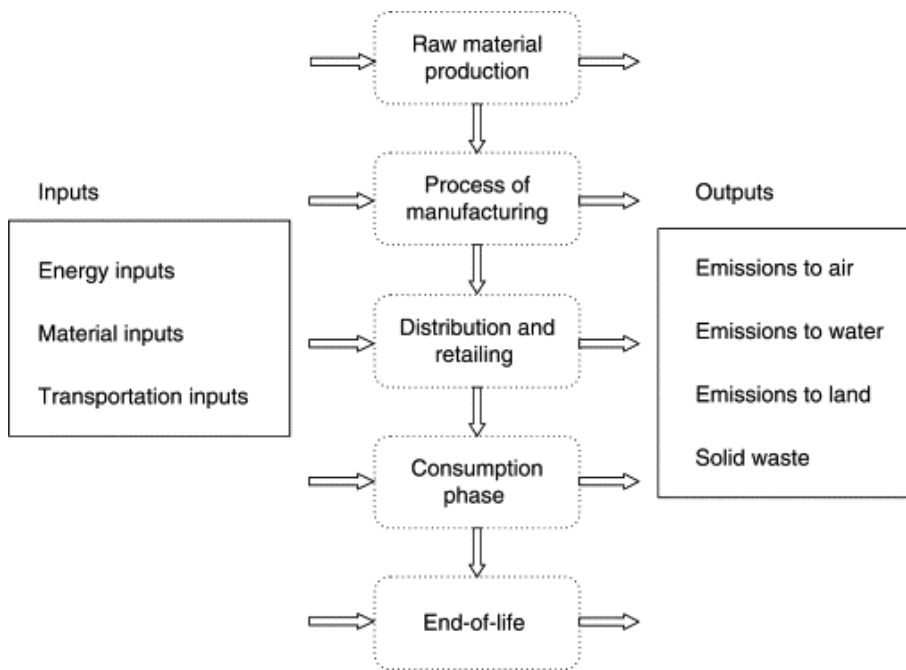 Raw material
production
Inputs
Process of
manufacturing
Outputs
Energy inputs
Material inputs
Transportation inputs
Distribution and
retailing
Emissions to air
Emissions to water
Emissions to land
Solid waste
Consumption
phase
End-of-life